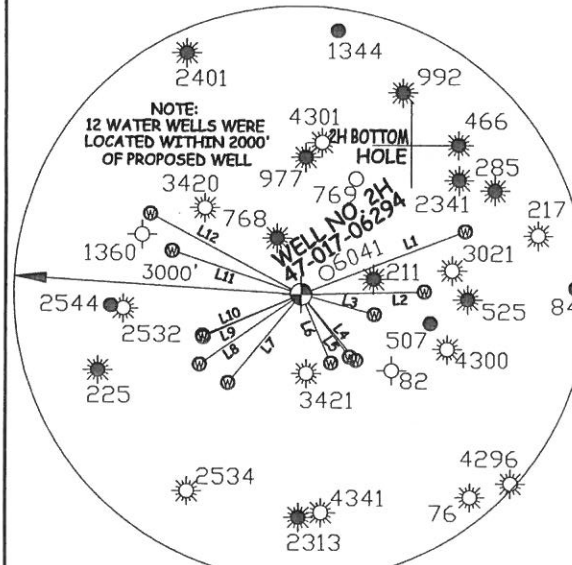 1344
2401
992
NOTE:
12 WATER WELLS WERE
LOCATED WITHIN 2000'
OF PROPOSED WELL
4301
2H BOTTOM
HOLE
466
977
285
769
2341
3420
768
WELL NO. 2H
47-017-06294
217
L12
L1
1360
6041
3021
3000'
L11
211
L2
2544
L3
525
84
2532
L10
L9
L8
L7
L6
L5
L4
507
4300
225
3421
82
2534
4296
4341
76
2313
W
W
W
W
W
W
W
W
W
W
W